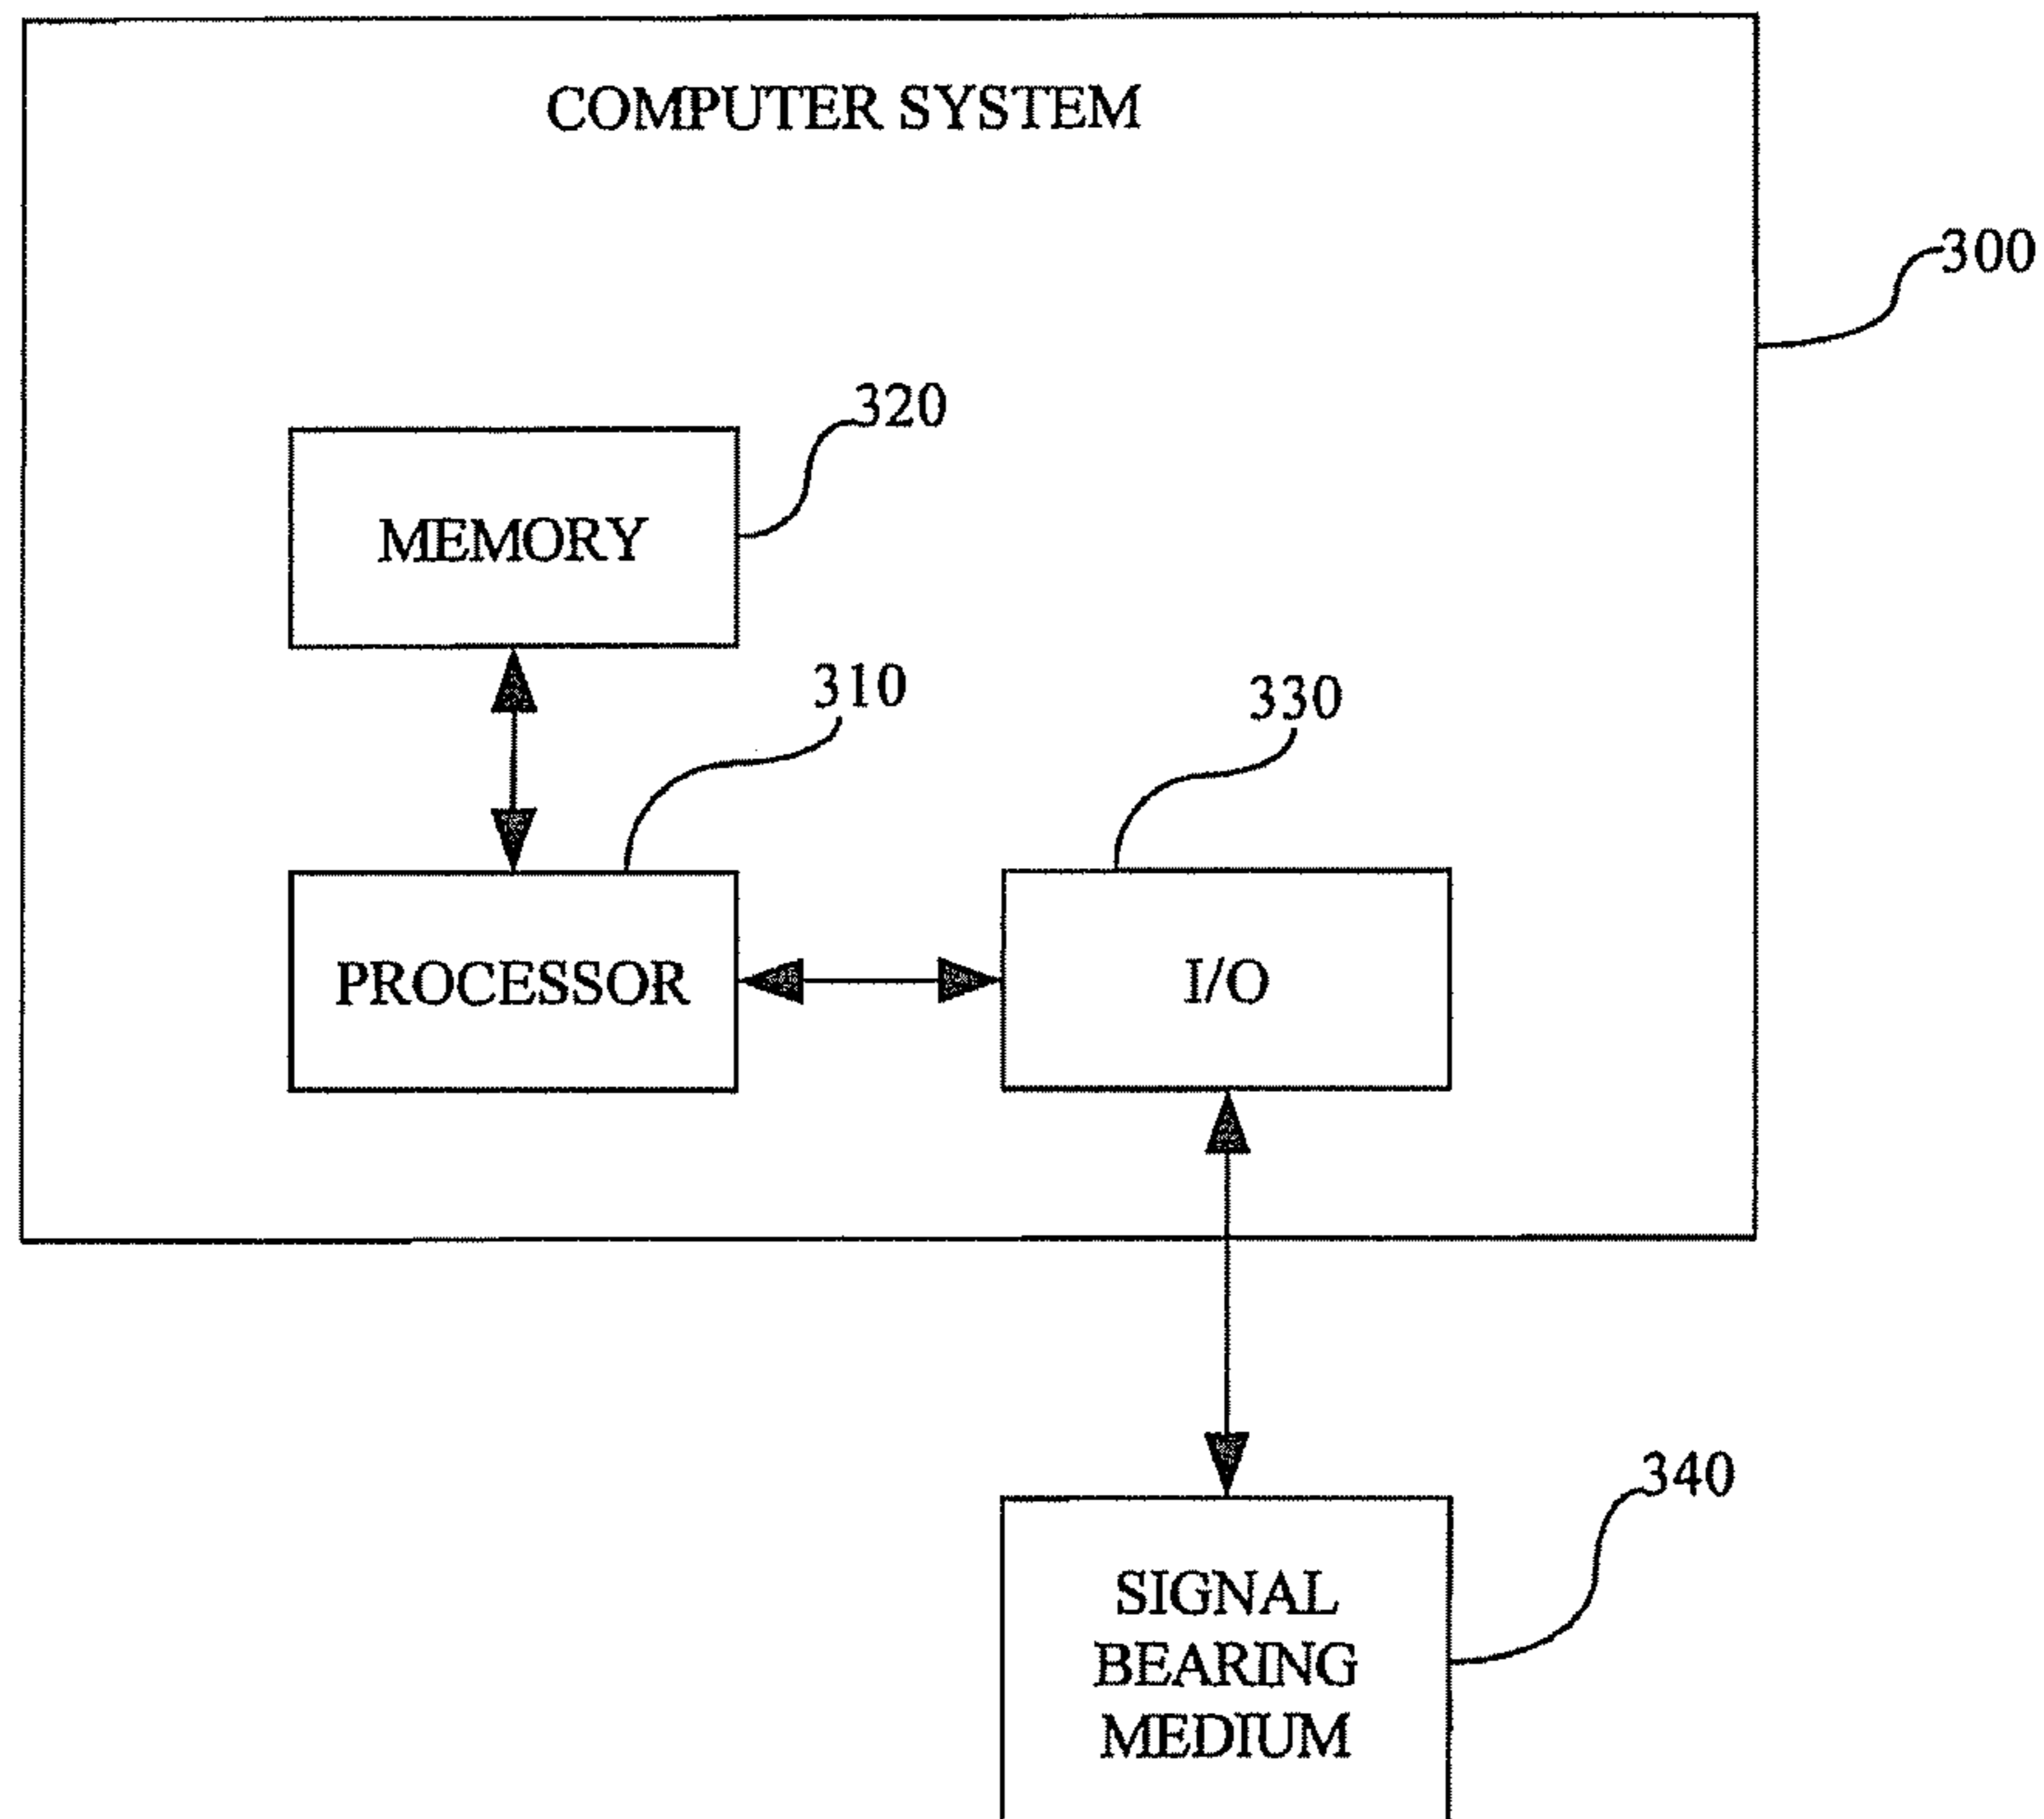 COMPUTER SYSTEM
300
320
MEMORY
310
330
PROCESSOR
I/O
340
SIGNAL
BEARING
MEDIUM